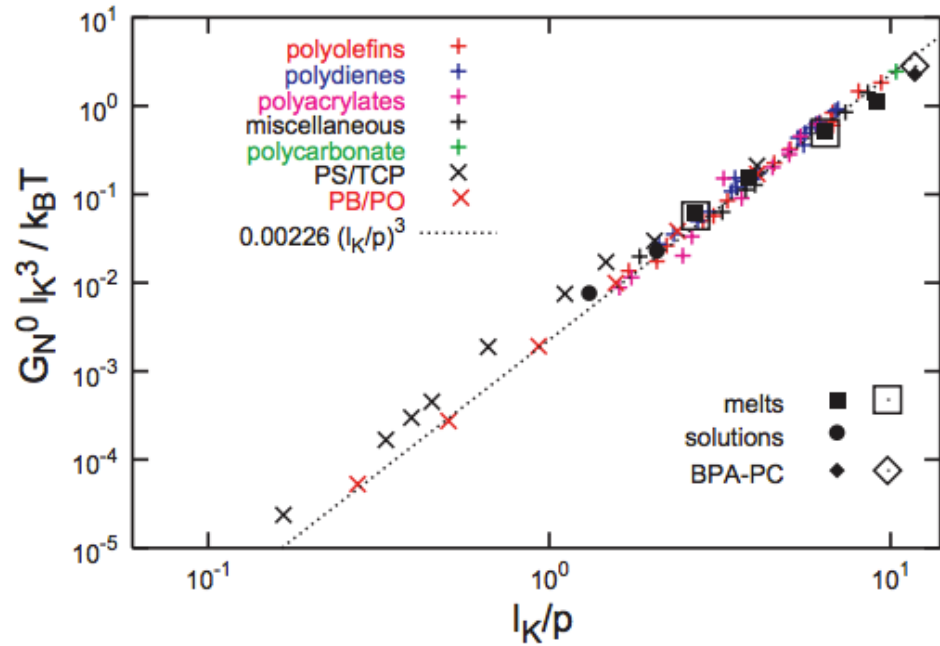 10^1
10^0
10^-1
10^-2
10^-3
10^-4
10^-5
G_N^0 l_K^3 / k_BT
polyolefins
polydienes
polyacrylates
miscellaneous
polycarbonate
PS/TCP
PB/PO
0.00226 (l_K/p)^3
melts
solutions
BPA-PC
10^-1
10^0
10^1
l_K/p